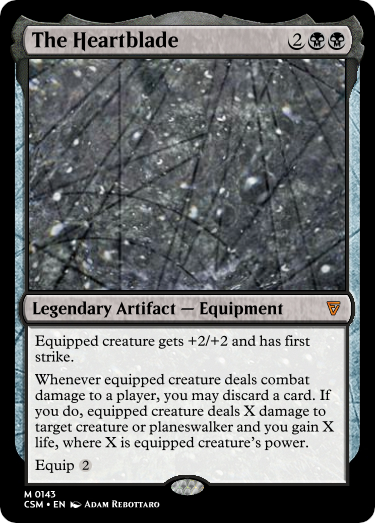 The Heartblade 2
Legendary Artifact — Equipment
Equipped creature gets +2/+2 and has first
strike.
Whenever equipped creature deals combat
damage to a player, you may discard a card. If
you do, equipped creature deals X damage to
target creature or planeswalker and you gain X
life, where X is equipped creature's power.
Equip 2
M 0143
CSM • EN Adam Rebottaro